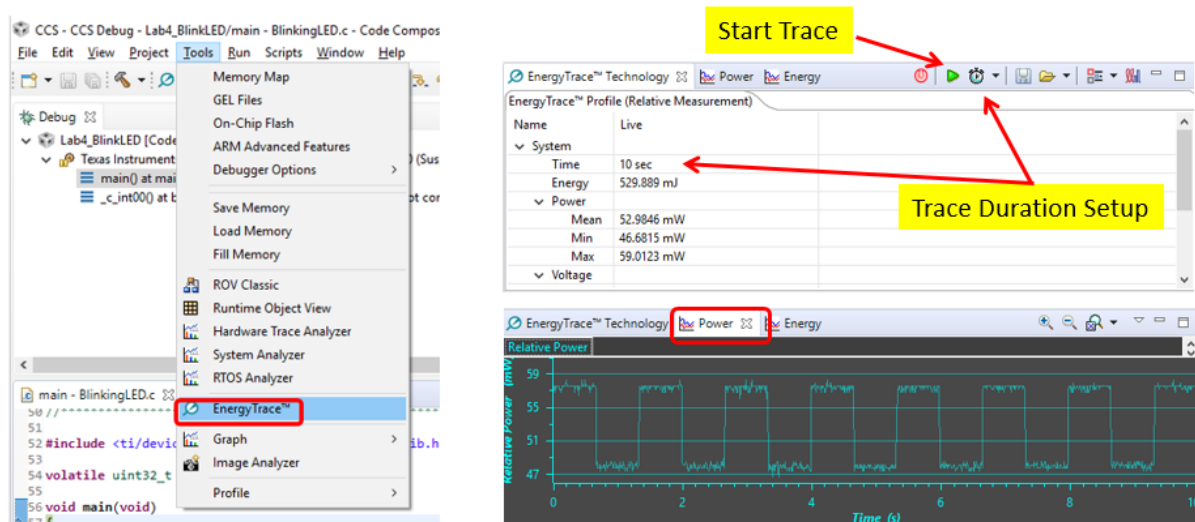 CCS - CCS Debug - Lab4_BlinkLED/main - BlinkingLED.c - Code Compos
File Edit View Project Tools Run Scripts Window Help
Debug
Lab4_BlinkLED [Code
Texas Instrument
0 (Sus
main() at mai
_c_int00() at b
ot cor
Memory Map
GEL Files
On-Chip Flash
ARM Advanced Features
Debugger Options
Save Memory
Load Memory
Fill Memory
ROV Classic
Runtime Object View
Hardware Trace Analyzer
System Analyzer
RTOS Analyzer
EnergyTrace™
Graph
Image Analyzer
Profile
main - BlinkingLED.c
50 //
51
52 #include <ti/devic
ib.h
53
54 volatile uint32_t
55
56 void main(void)
57 {
Start Trace
EnergyTrace™ Technology Power Energy
EnergyTrace™ Profile (Relative Measurement)
Name Live
System
Time 10 sec
Energy 529.889 mJ
Power
Mean 52.9846 mW
Min 46.6815 mW
Max 59.0123 mW
Voltage
Trace Duration Setup
EnergyTrace™ Technology Power Energy
Relative Power
Relative Power (mW)
59
55
51
47
0 2 4 6 8 10
Time (s)